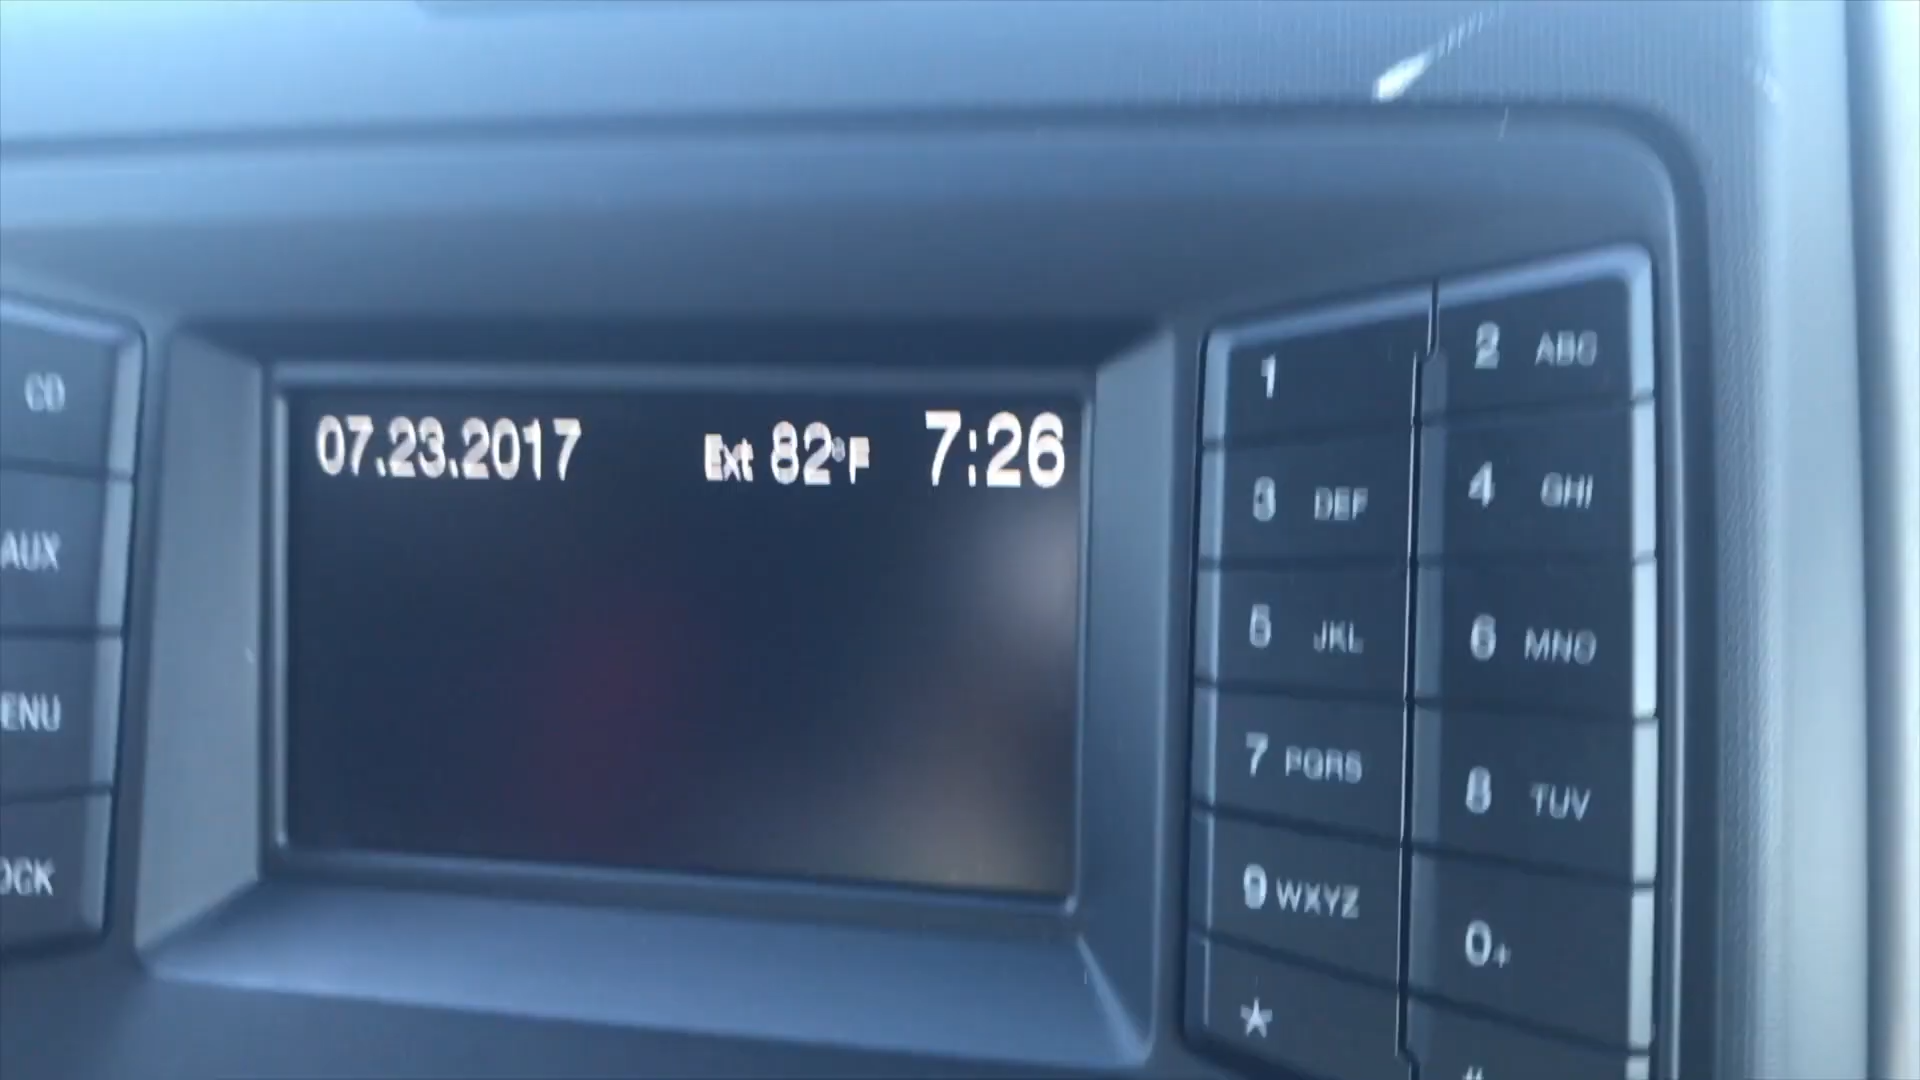 07.23.2017 Ext 82°F 7:26
CD
AUX
ENU
OCK
1
2 ABC
3 DEF
4 GHI
5 JKL
6 MNO
7 PQRS
8 TUV
9 WXYZ
0+
*